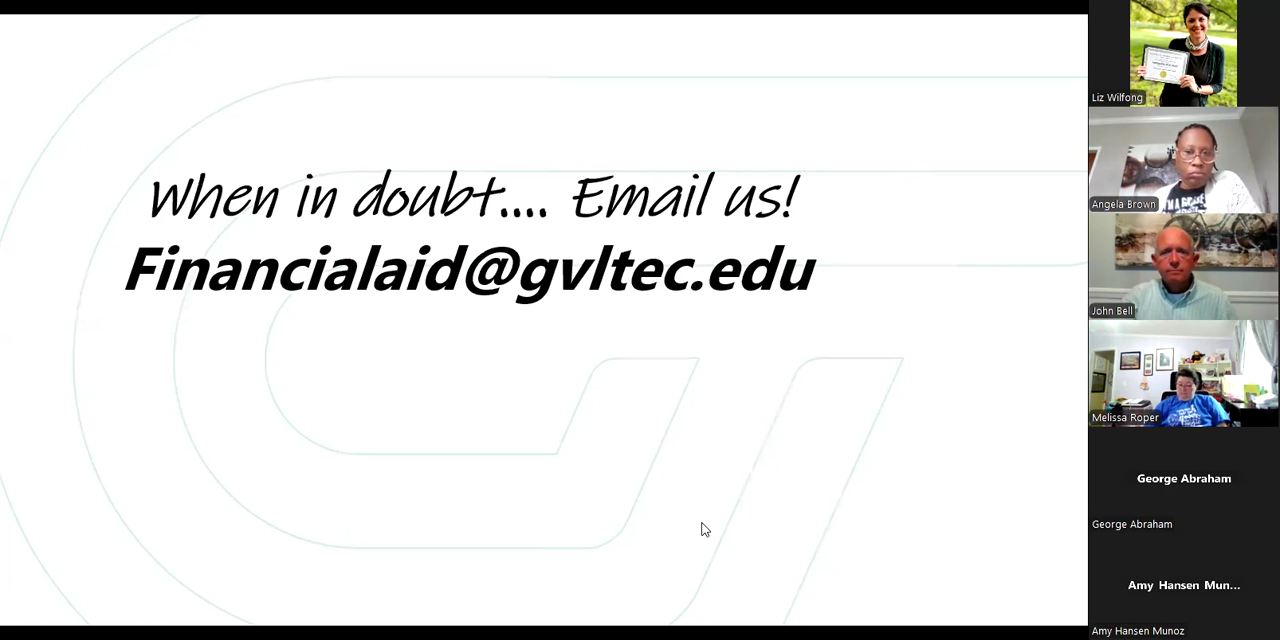 When in doubt.... Email us!
Financialaid@gvltec.edu
Liz Wilfong
Angela Brown
John Bell
Melissa Roper
George Abraham
George Abraham
Amy Hansen Mun...
Amy Hansen Munoz